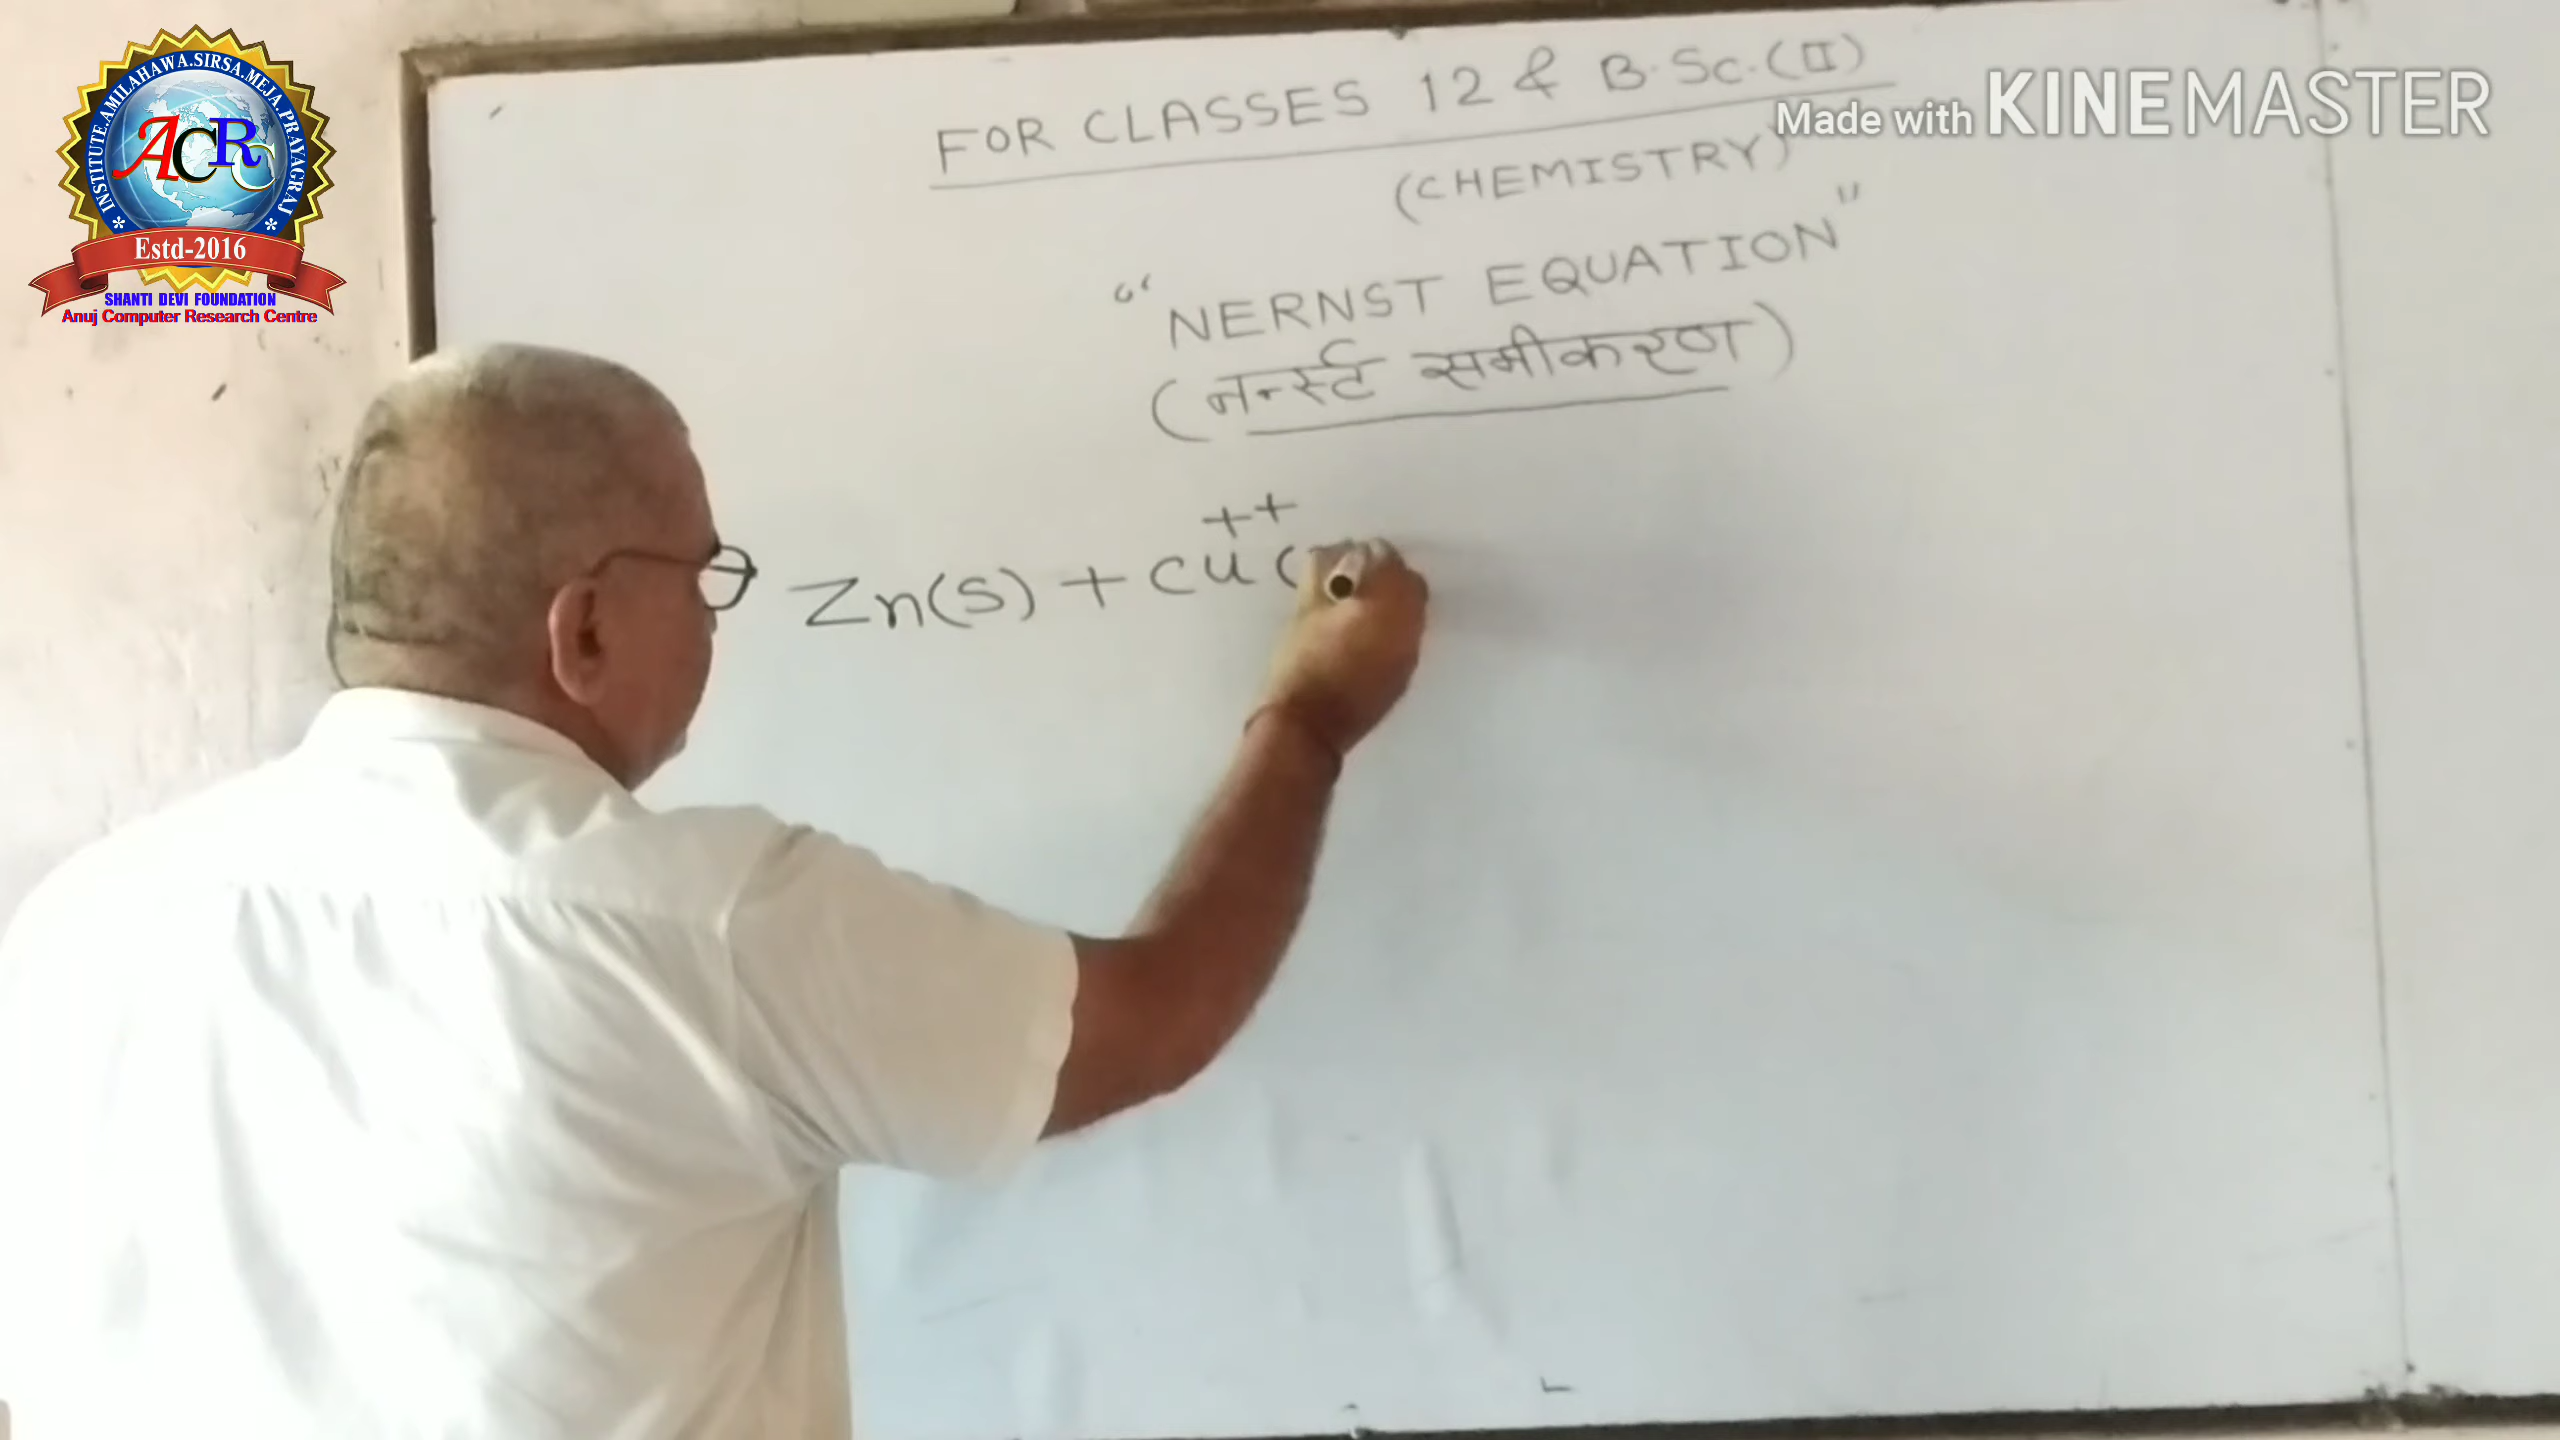 INSTITUTE.AMILAHAWA.SIRSA.MEJA.PRAYAGRAJ
ACR
Estd-2016
SHANTI DEVI FOUNDATION
Anuj Computer Research Centre
Made with KINEMASTER
FOR CLASSES 12 & B.Sc.(II)
(CHEMISTRY)
"NERNST EQUATION"
(नर्न्स्ट समीकरण)
Zn(S) + Cu++(